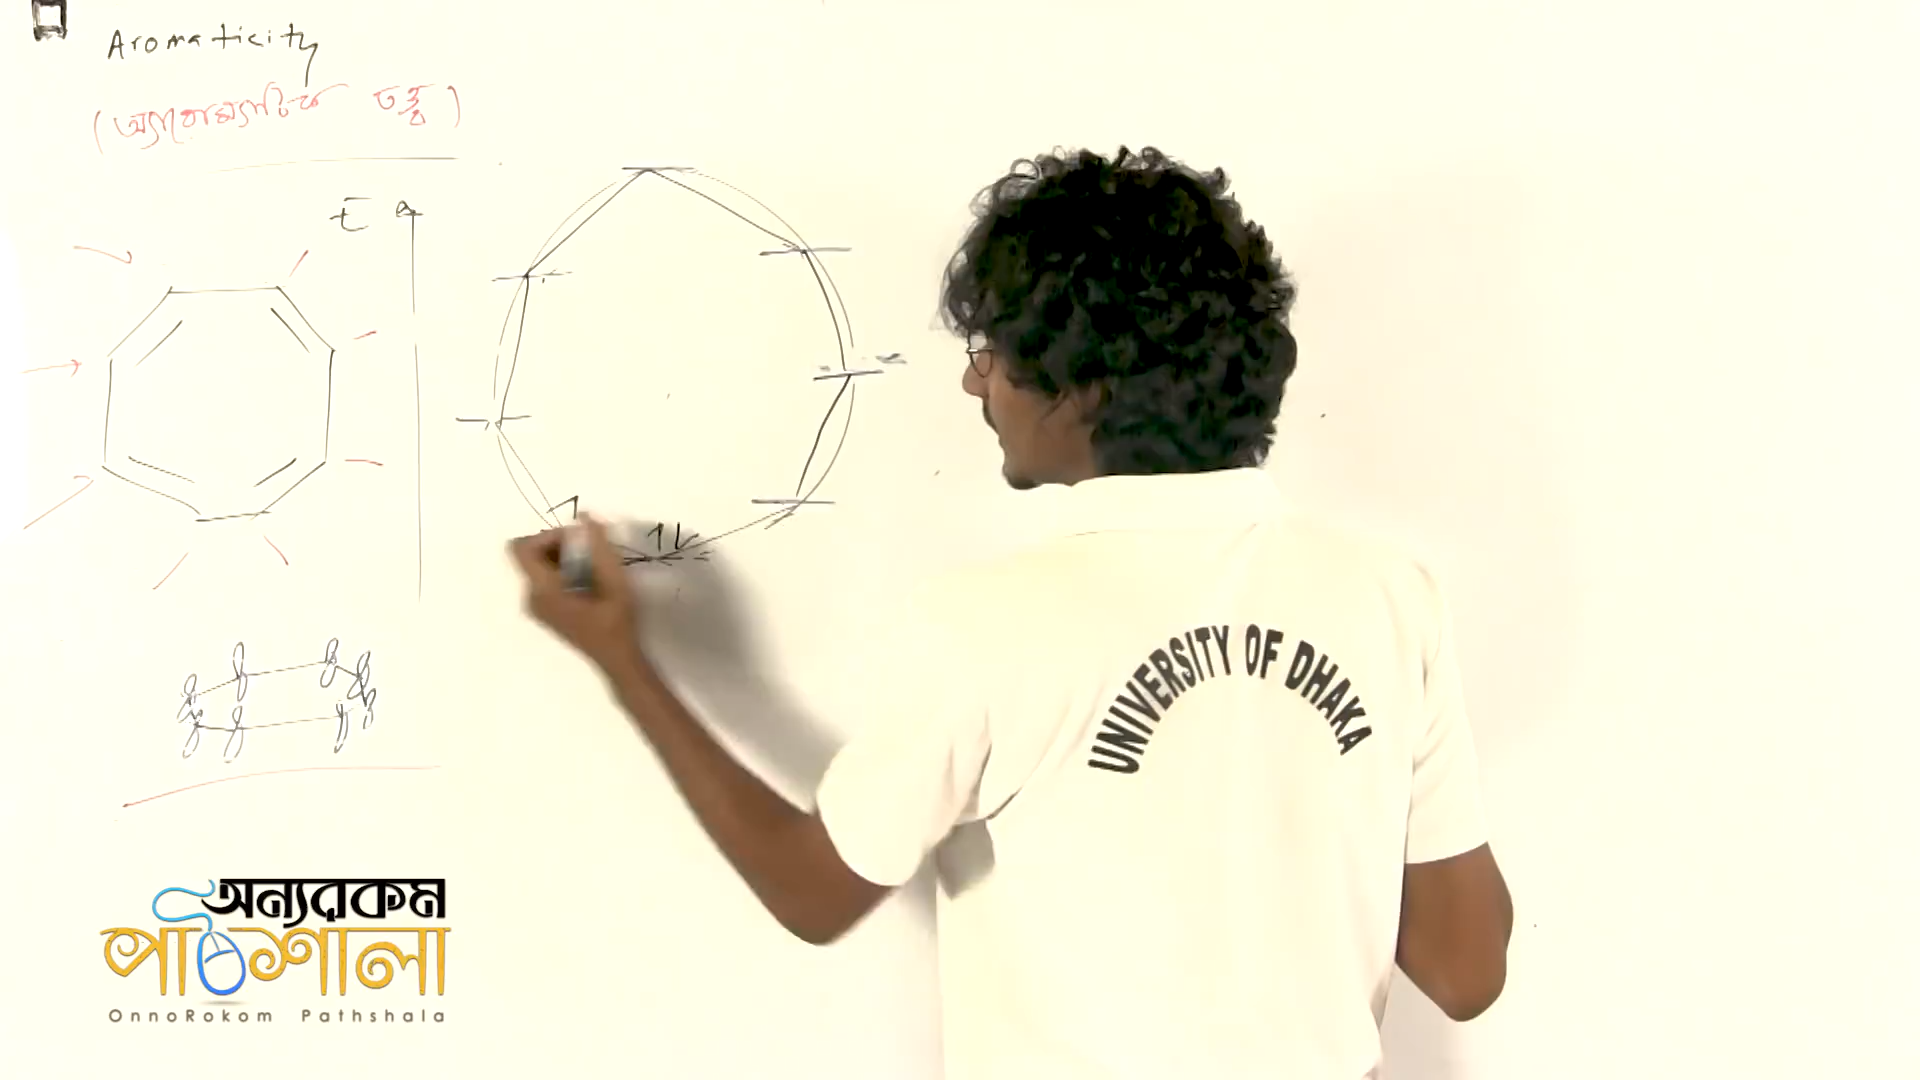 Aromaticity
(অ্যারোম্যাটিক তত্ত্ব)
E
UNIVERSITY OF DHAKA
অন্যরকম
পাঠশালা
OnnoRokom Pathshala